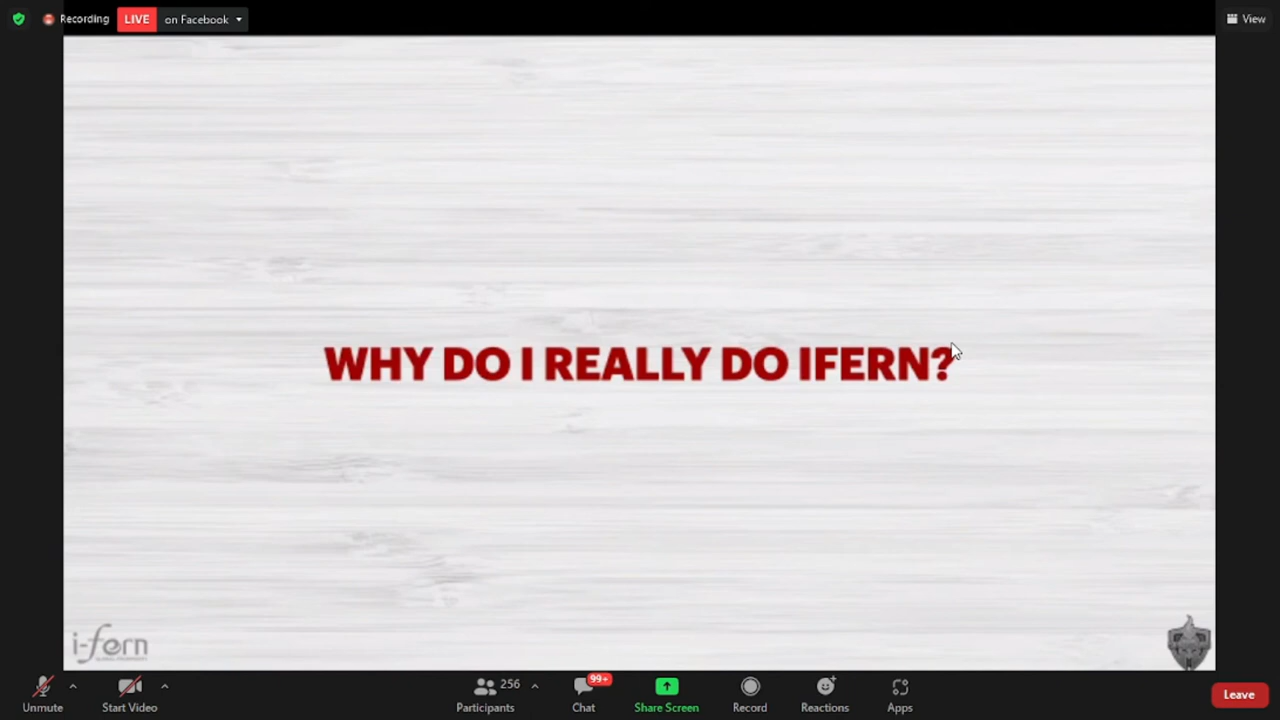 Recording LIVE on Facebook View
WHY DO I REALLY DO IFERN?
i-fern
256 99+
Unmute Start Video Participants Chat Share Screen Record Reactions Apps Leave